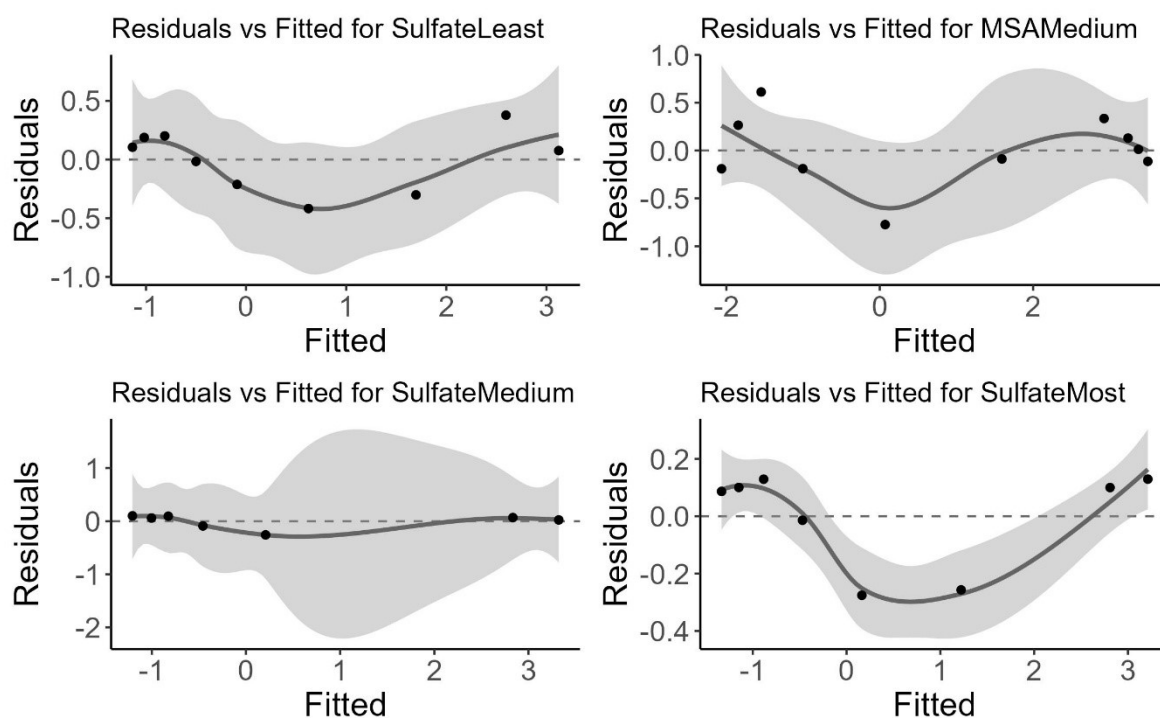 Residuals vs Fitted for SulfateLeast
Residuals
0.5
0.0
-0.5
-1.0
-1 0 1 2 3
Fitted
Residuals vs Fitted for MSAMedium
Residuals
1.0
0.5
0.0
-0.5
-1.0
-2 0 2
Fitted
Residuals vs Fitted for SulfateMedium
Residuals
1
0
-1
-2
-1 0 1 2 3
Fitted
Residuals vs Fitted for SulfateMost
Residuals
0.2
0.0
-0.2
-0.4
-1 0 1 2 3
Fitted